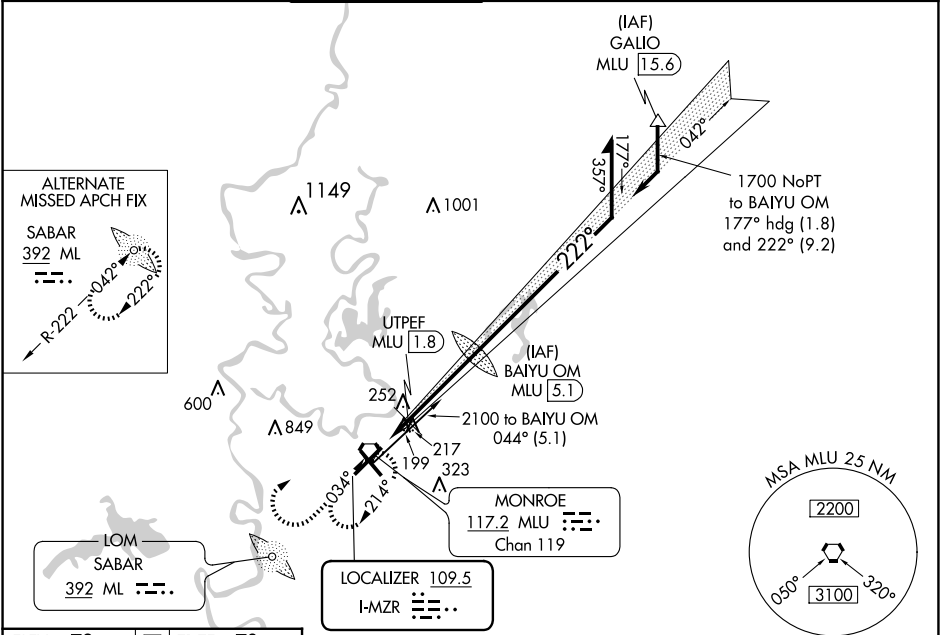 (IAF)
GALIO
MLU 15.6
042°
177°
357°
1700 NoPT
to BAIYU OM
177° hdg (1.8)
and 222° (9.2)
ALTERNATE
MISSED APCH FIX
SABAR
392 ML
042°
222°
R-222
1149
1001
222°
UTPEF
MLU 1.8
(IAF)
BAIYU OM
MLU 5.1
252
600
849
2100 to BAIYU OM
044° (5.1)
217
199
323
034°
214°
MONROE
117.2 MLU
Chan 119
LOM
SABAR
392 ML
LOCALIZER 109.5
I-MZR
MSA MLU 25 NM
2200
050°
320°
3100